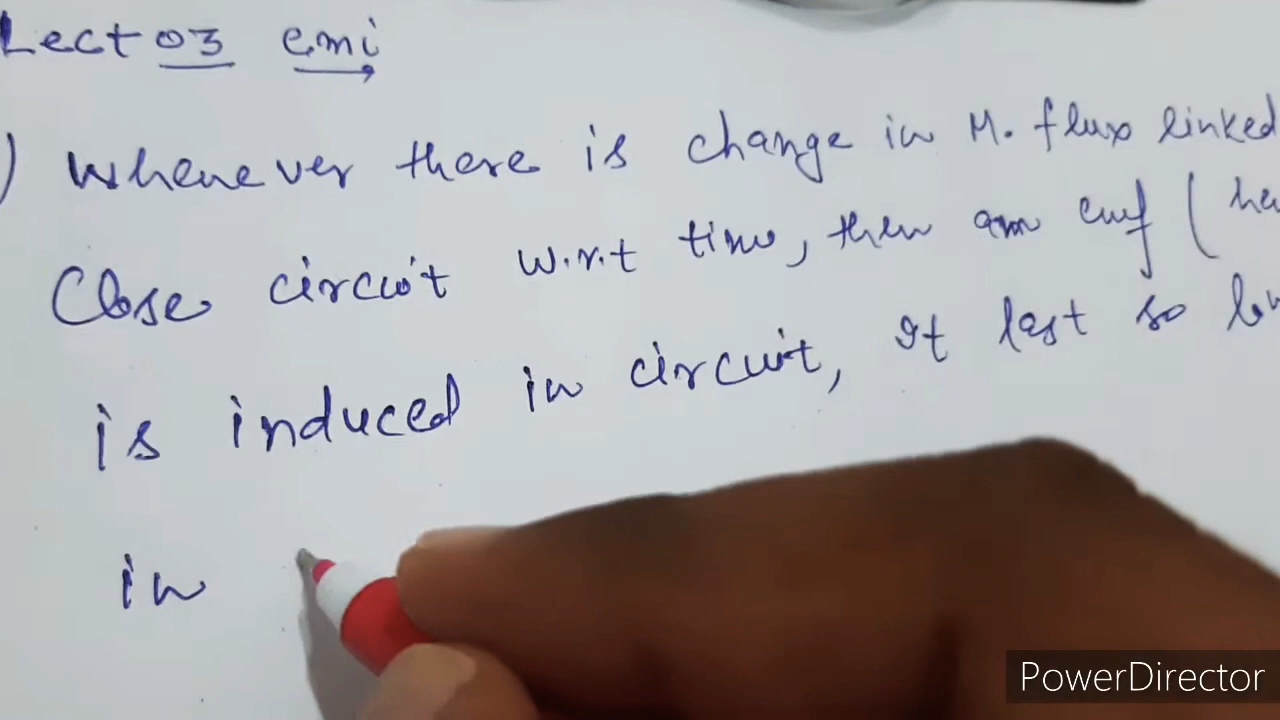 Lect 03 emi
) Whenever there is change in M. flux linked
Close circuit w.r.t time, then an emf (
is induced in circuit, It last so
in
PowerDirector